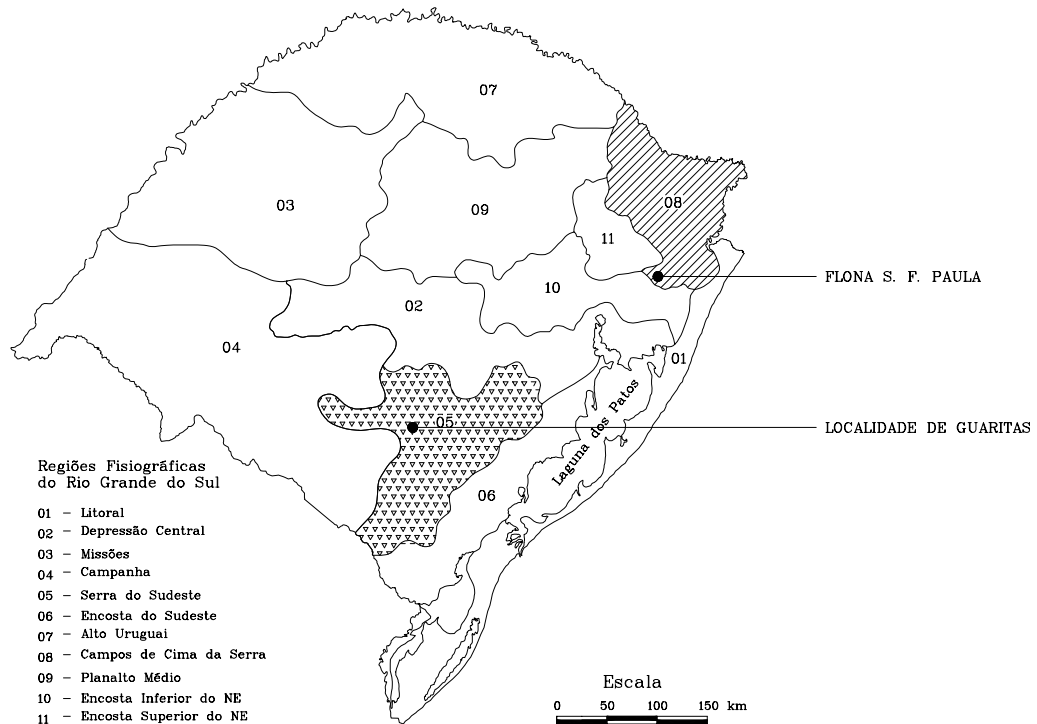 07
03
09
08
11
FLONA S. F. PAULA
10
02
04
01
Laguna dos Patos
05
LOCALIDADE DE GUARITAS
06
Regiões Fisiográficas
do Rio Grande do Sul
01 – Litoral
02 – Depressão Central
03 – Missões
04 – Campanha
05 – Serra do Sudeste
06 – Encosta do Sudeste
07 – Alto Uruguai
08 – Campos de Cima da Serra
09 – Planalto Médio
10 – Encosta Inferior do NE
11 – Encosta Superior do NE
Escala
0 50 100 150 km